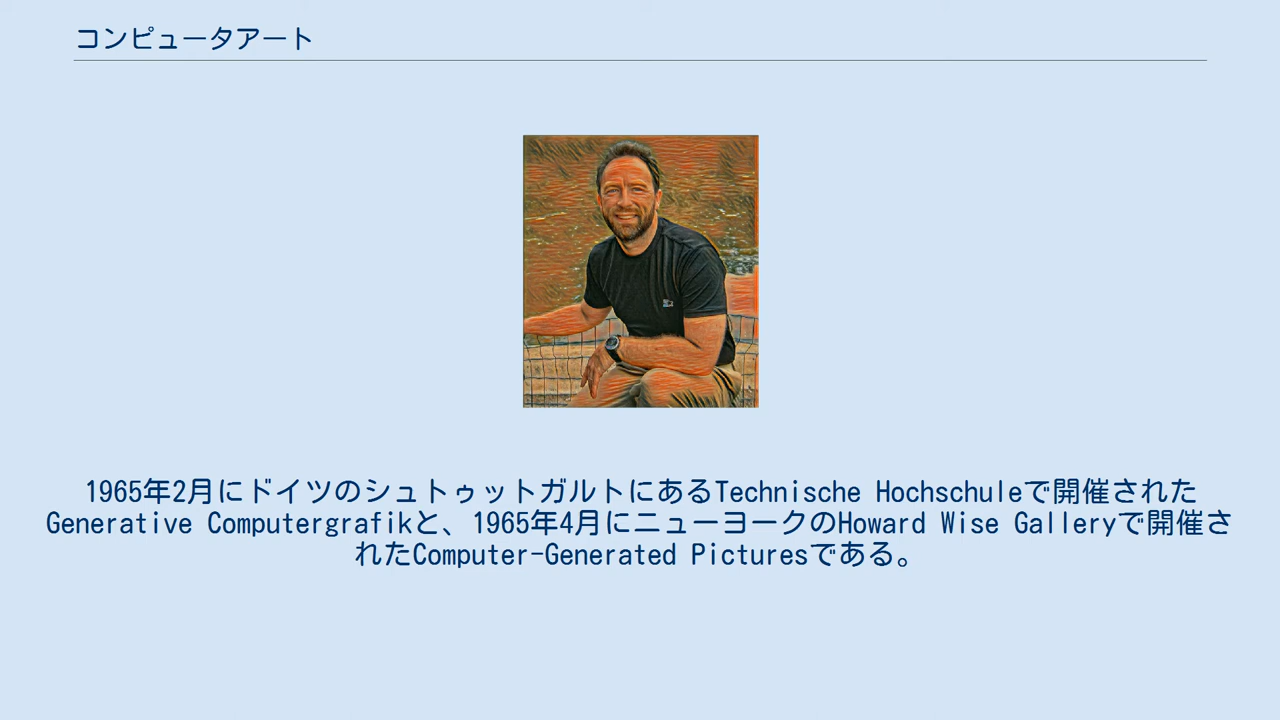 コンピュータアート
1965年2月にドイツのシュトゥットガルトにあるTechnische Hochschuleで開催された
Generative Computergrafikと、1965年4月にニューヨークのHoward Wise Galleryで開催さ
れたComputer-Generated Picturesである。